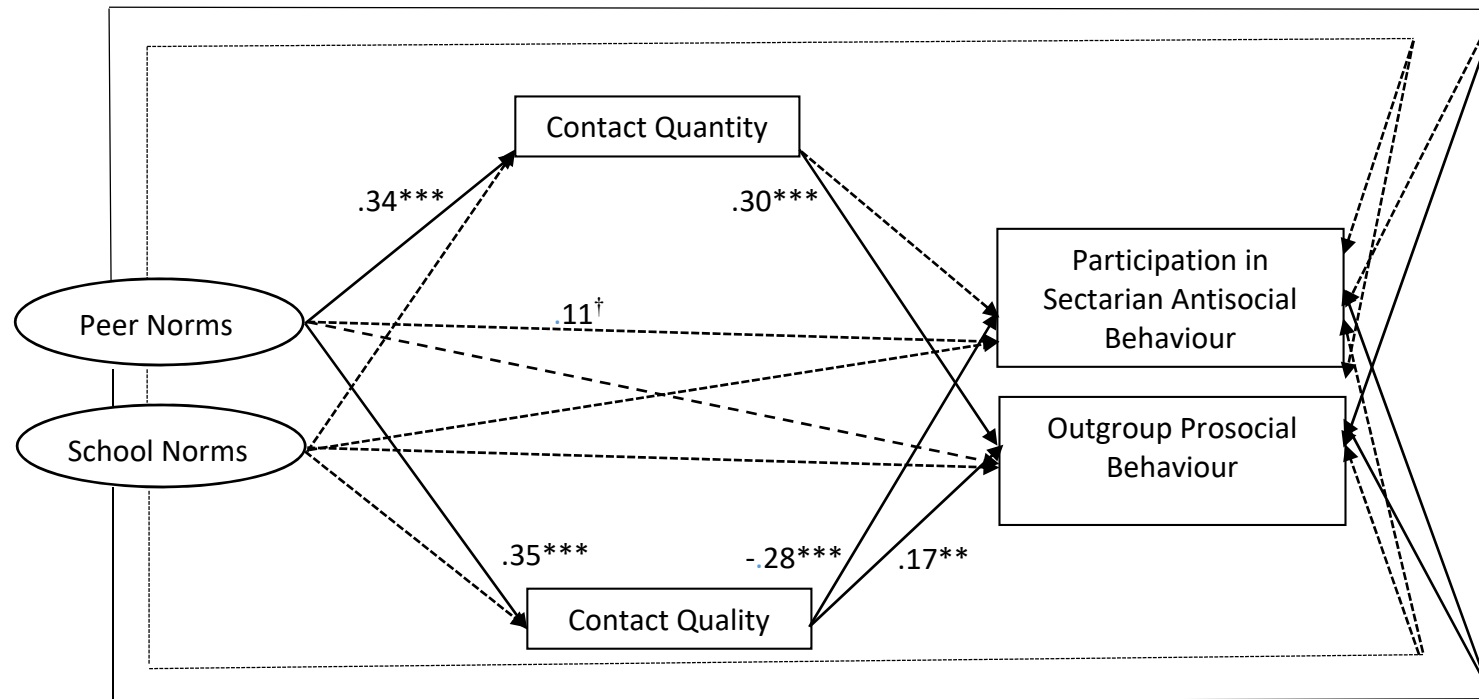 Contact Quantity
.34***
.30***
Participation in
Sectarian Antisocial
Behaviour
Peer Norms
.11†
School Norms
Outgroup Prosocial
Behaviour
.35***
-.28***
.17**
Contact Quality